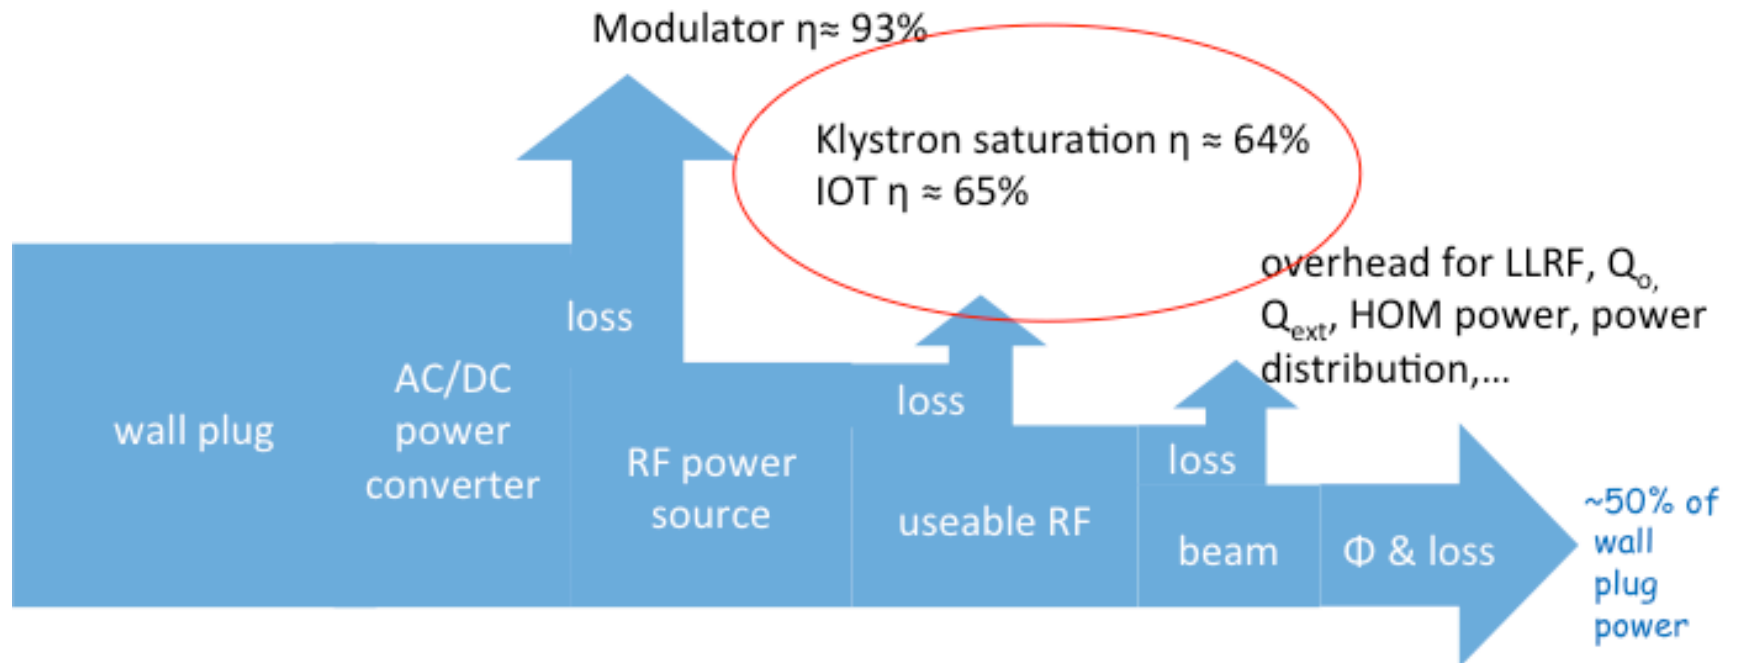 Modulator η≈ 93%
Klystron saturation η ≈ 64%
IOT η ≈ 65%
overhead for LLRF, Qo,
Qext, HOM power, power
distribution,...
loss
AC/DC
power
converter
wall plug
loss
RF power
source
loss
useable RF
beam
Φ & loss
~50% of
wall
plug
power